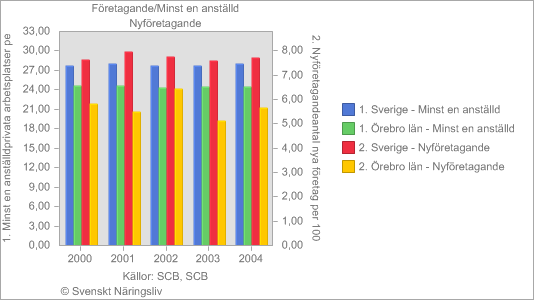 Företagande/Minst en anställd
Nyföretagande
1. Minst en anställdprivata arbetsplatser pe
33,00
30,00
27,00
24,00
21,00
18,00
15,00
12,00
9,00
6,00
3,00
0,00
8,00
7,00
6,00
5,00
4,00
3,00
2,00
1,00
0,00
2. Nyföretagandeantal nya företag per 100
2000 2001 2002 2003 2004
1. Sverige - Minst en anställd
1. Örebro län - Minst en anställd
2. Sverige - Nyföretagande
2. Örebro län - Nyföretagande
Källor: SCB, SCB
© Svenskt Näringsliv